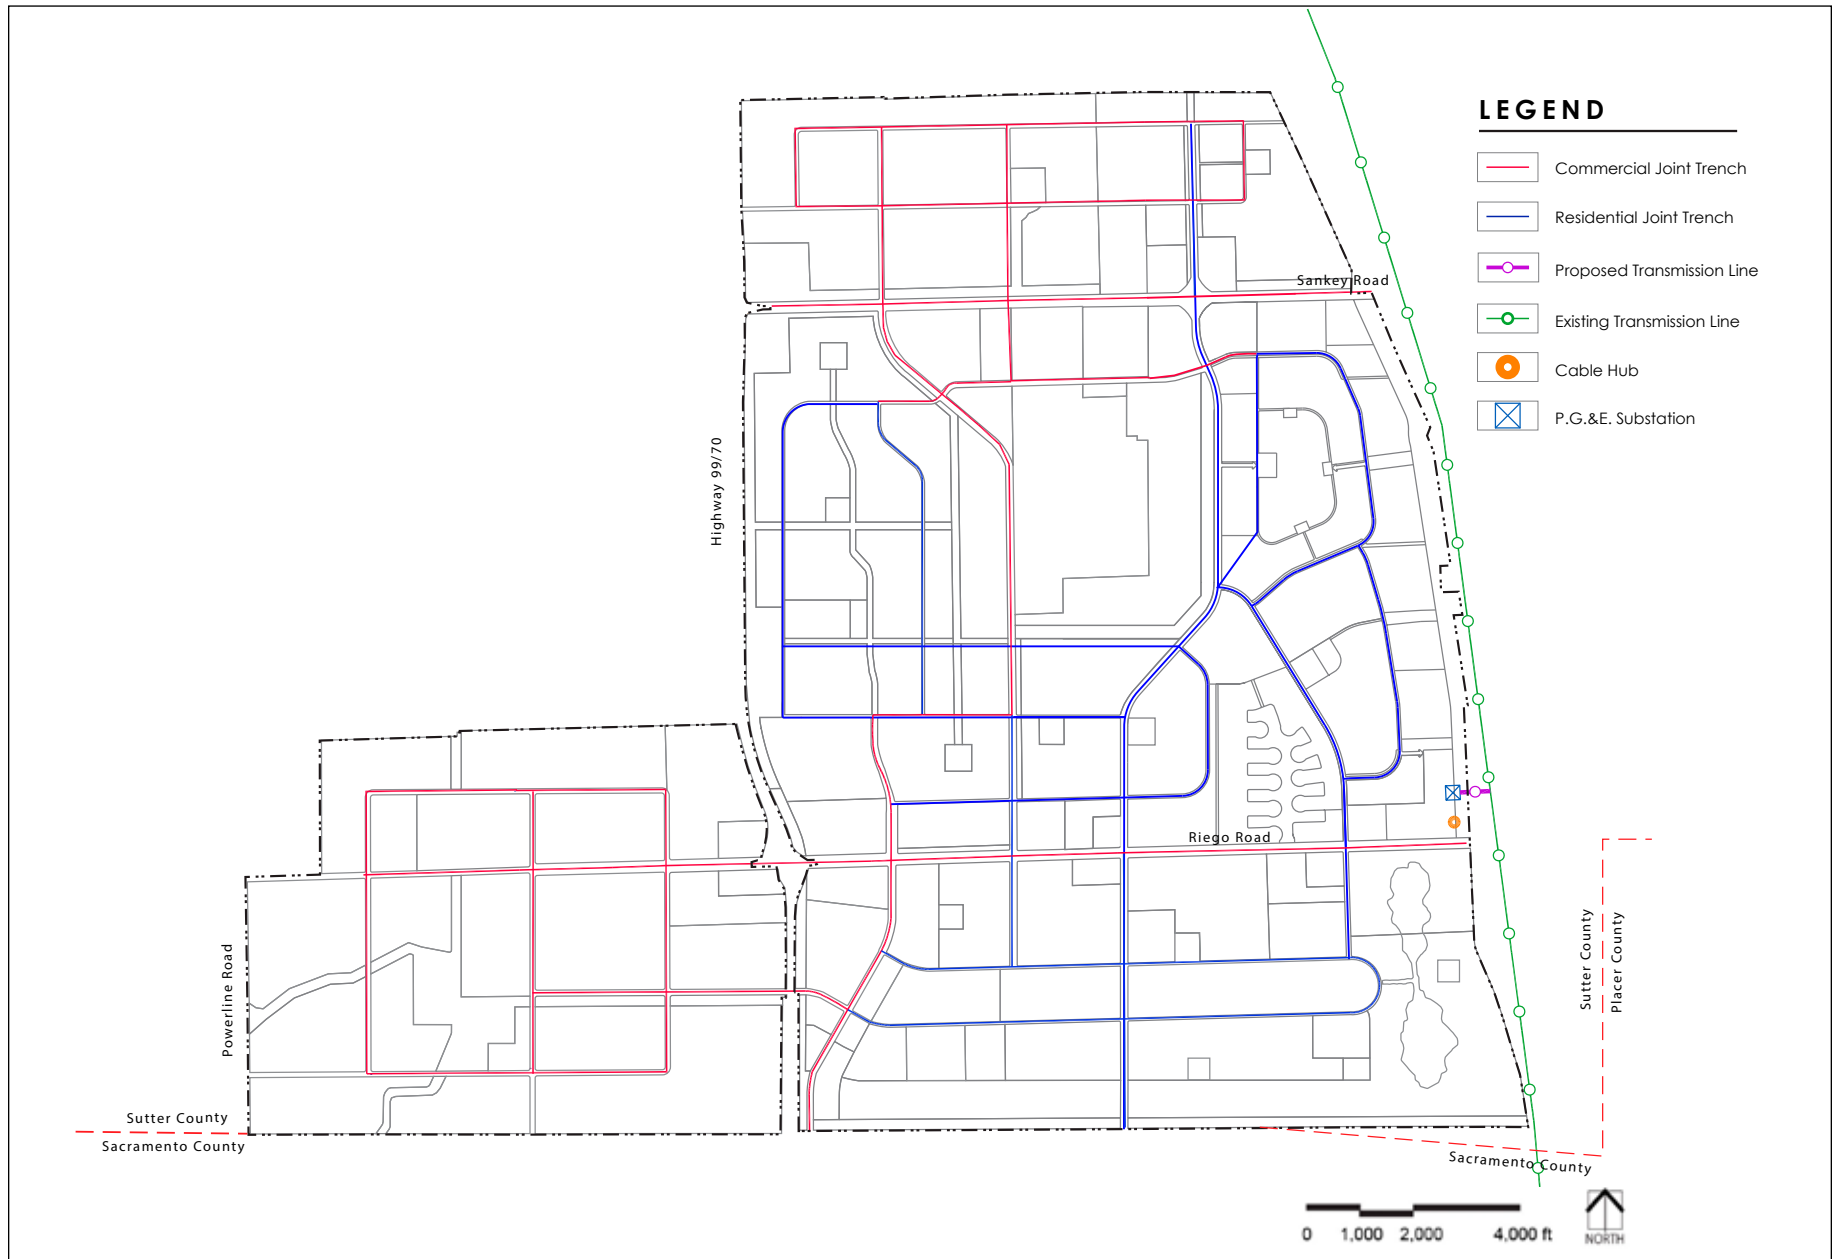 LEGEND
Commercial Joint Trench
Residential Joint Trench
Proposed Transmission Line
Existing Transmission Line
Cable Hub
P.G.&E. Substation
Sankey Road
Highway 99/70
Riego Road
Powerline Road
Sutter County
Placer County
Sutter County
Sacramento County
Sacramento County
0 1,000 2,000 4,000 ft
NORTH